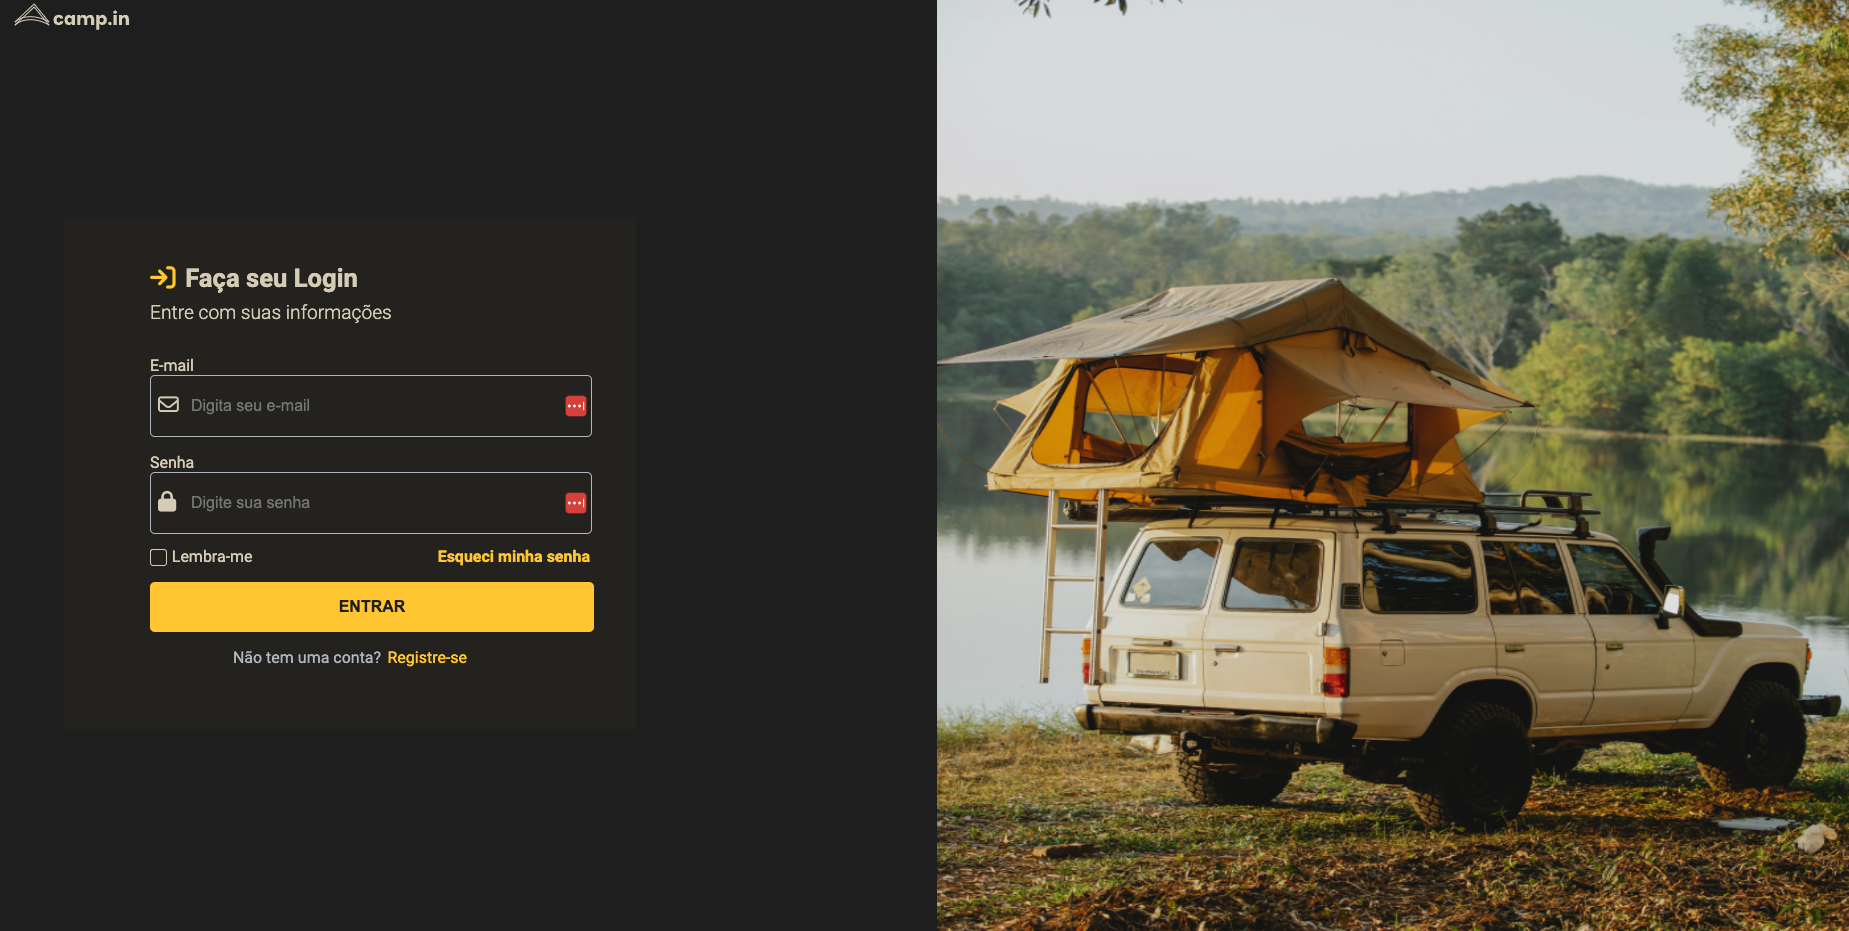 camp.in
Faça seu Login
Entre com suas informações
E-mail
Digita seu e-mail
Senha
Digite sua senha
Lembra-me
Esqueci minha senha
ENTRAR
Não tem uma conta? Registre-se